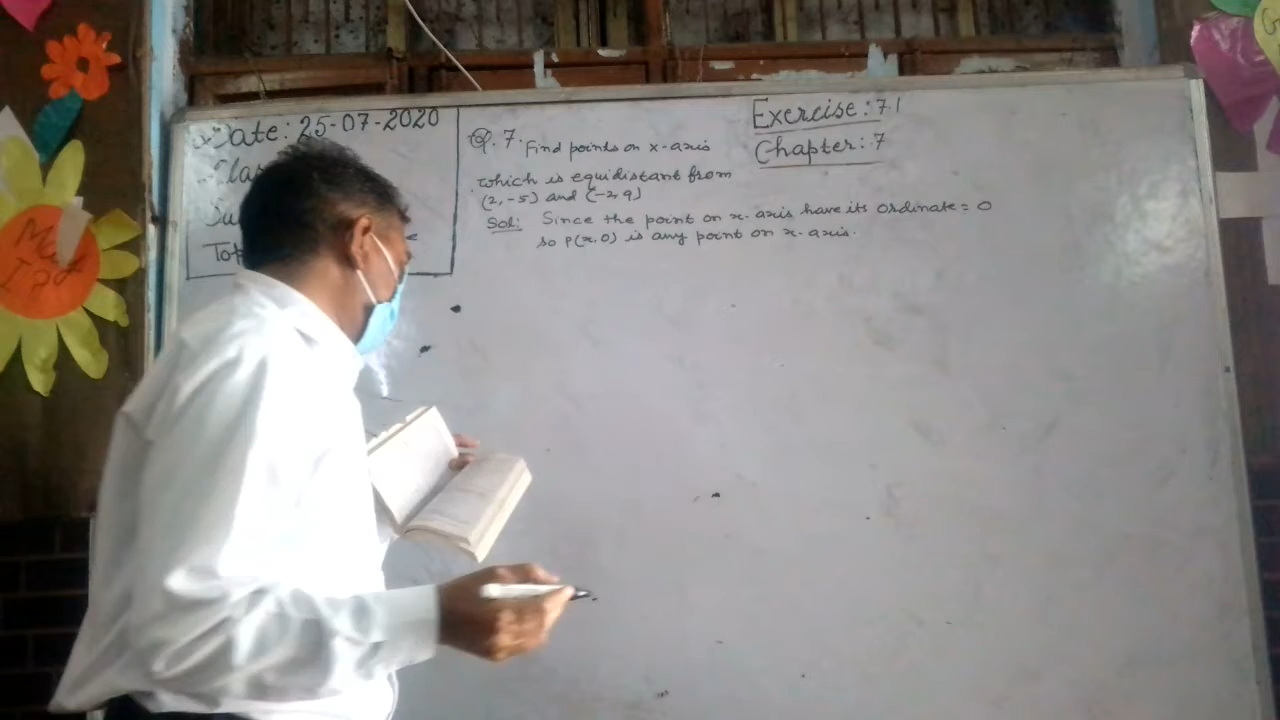 Date: 25-07-2020
Q.7. Find points on x-axis
which is equidistant from
(2,-5) and (-2,9)
Sol: Since the point on x-axis have its ordinate = 0
so P(x,0) is any point on x-axis.
Exercise: 7.1
Chapter: 7